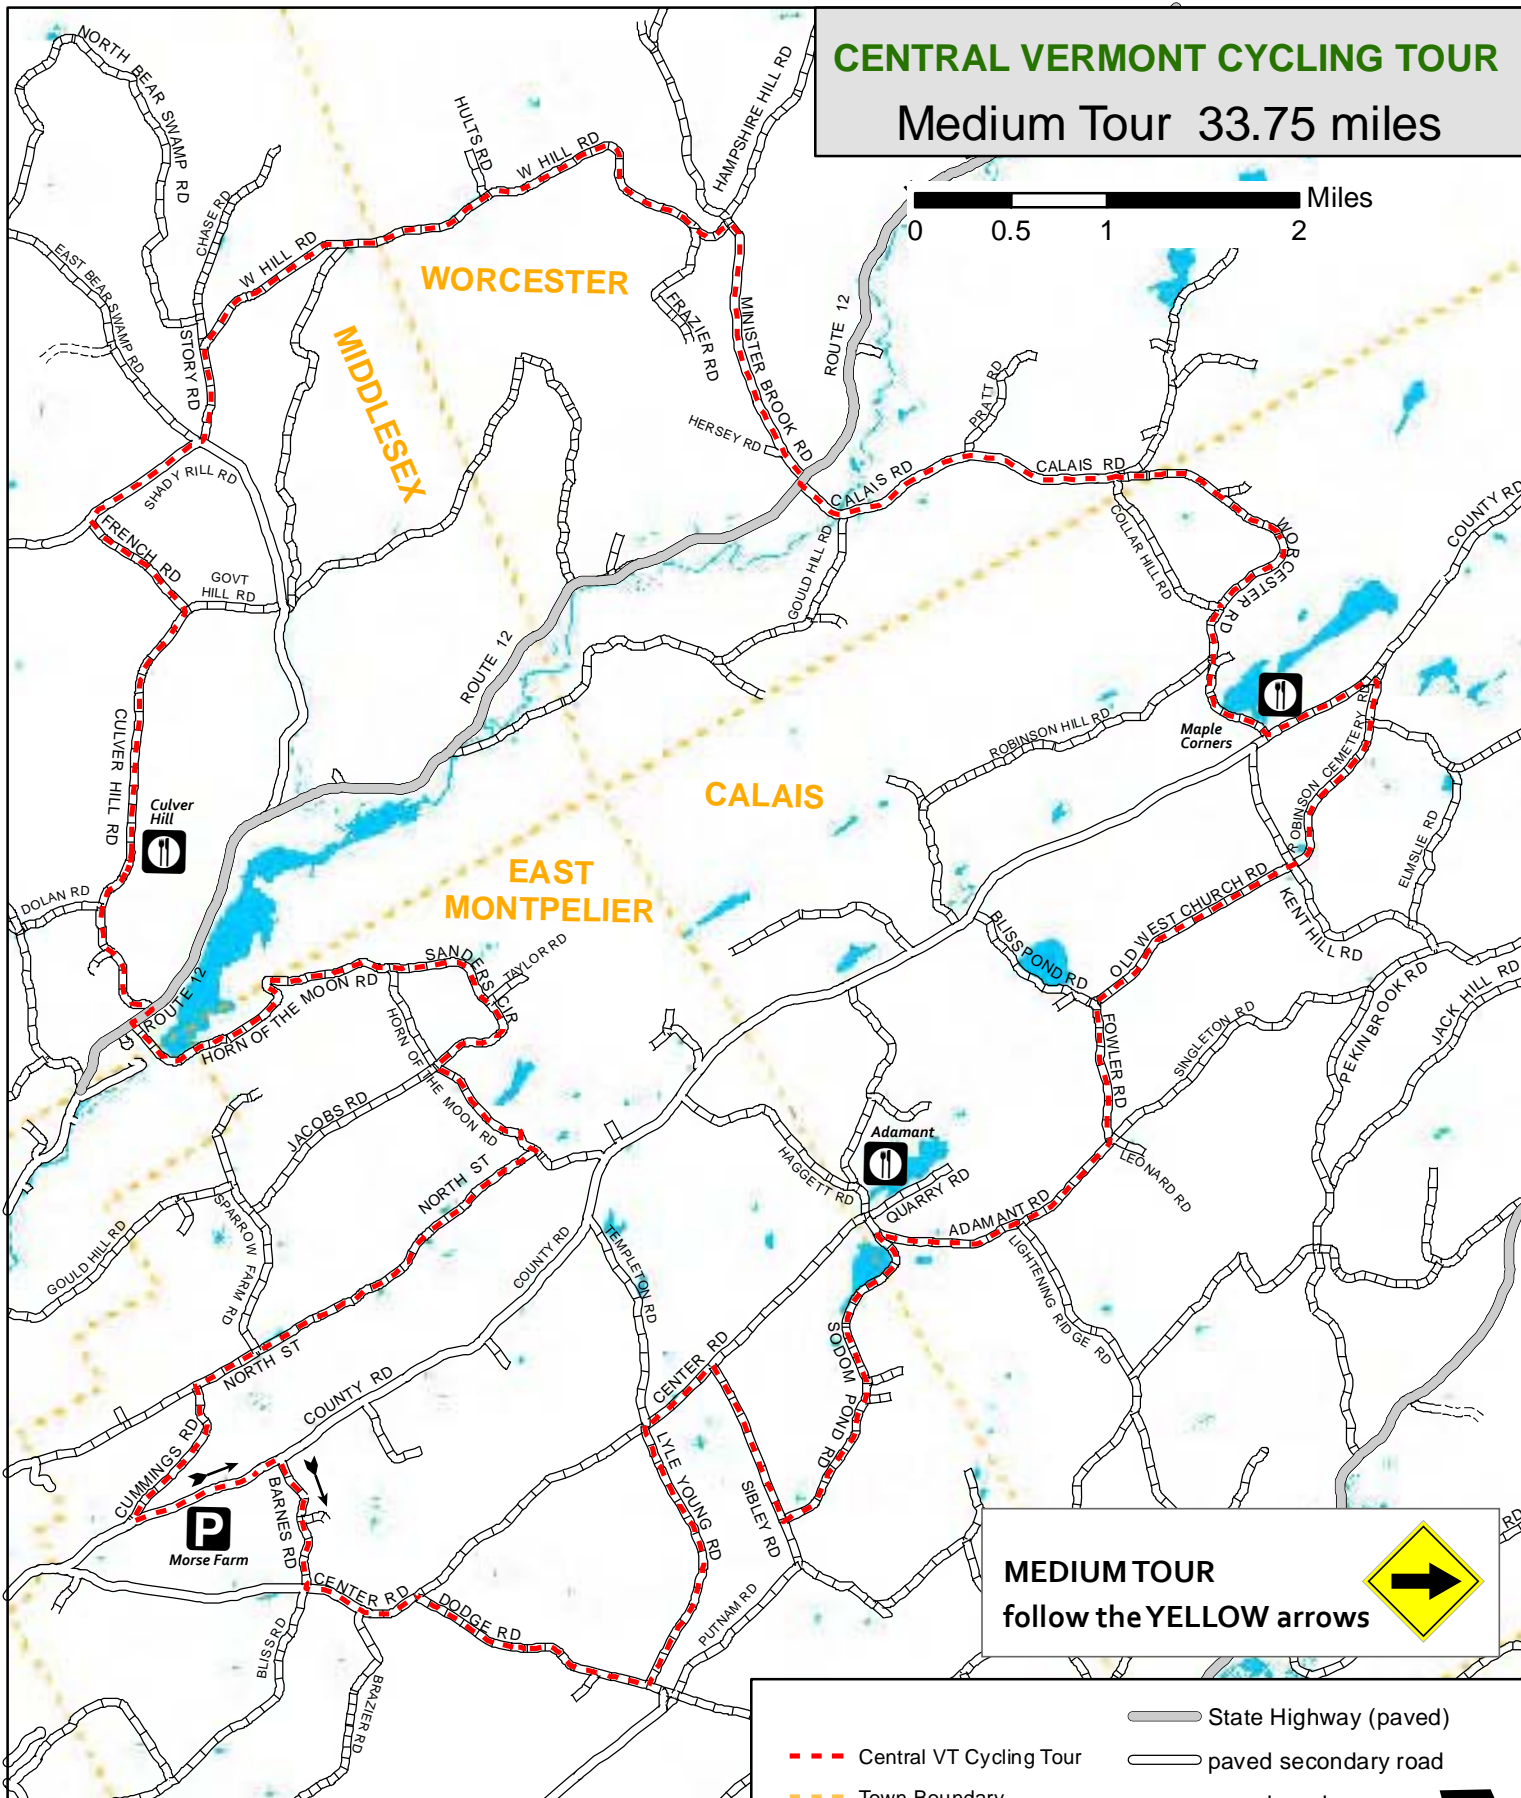 CENTRAL VERMONT CYCLING TOUR
Medium Tour 33.75 miles
Miles
0 0.5 1 2
NORTH BEAR SWAMP RD
HULTS RD
W HILL RD
HAMPSHIRE HILL RD
CHASE RD
EAST BEAR SWAMP RD
W HILL RD
WORCESTER
STORY RD
MIDDLESEX
FRAZIER RD
MINISTER BROOK RD
ROUTE 12
HERSEY RD
PRATT RD
SHADY RILL RD
CALAIS RD
CALAIS RD
COLLAR HILL RD
WORCESTER RD
COUNTY RD
FRENCH RD
GOVT
HILL RD
GOULD HILL RD
ROUTE 12
CULVER HILL RD
Culver
Hill
ROBINSON HILL RD
Maple
Corners
ROBINSON CEMETERY RD
CALAIS
EAST
MONTPELIER
DOLAN RD
ELMSLIE RD
OLD WEST CHURCH RD
KENT HILL RD
BLISS POND RD
SANDERS CIR
TAYLOR RD
ROUTE 12
HORN OF THE MOON RD
HORN OF THE MOON RD
FOWLER RD
SINGLETON RD
PEKINBROOK RD
JACK HILL RD
JACOBS RD
Adamant
HAGGETT RD
QUARRY RD
LEONARD RD
NORTH ST
ADAMANT RD
SPARROW FARM RD
GOULD HILL RD
COUNTY RD
TEMPLETON RD
LIGHTENING RIDGE RD
NORTH ST
CENTER RD
SODOM POND RD
COUNTY RD
CUMMINGS RD
LYLE YOUNG RD
SIBLEY RD
BARNES RD
P
Morse Farm
RD
CENTER RD
DODGE RD
PUTNAM RD
BLISS RD
BRAZIER RD
MEDIUM TOUR
follow the YELLOW arrows
State Highway (paved)
Central VT Cycling Tour
paved secondary road
Town Boundary